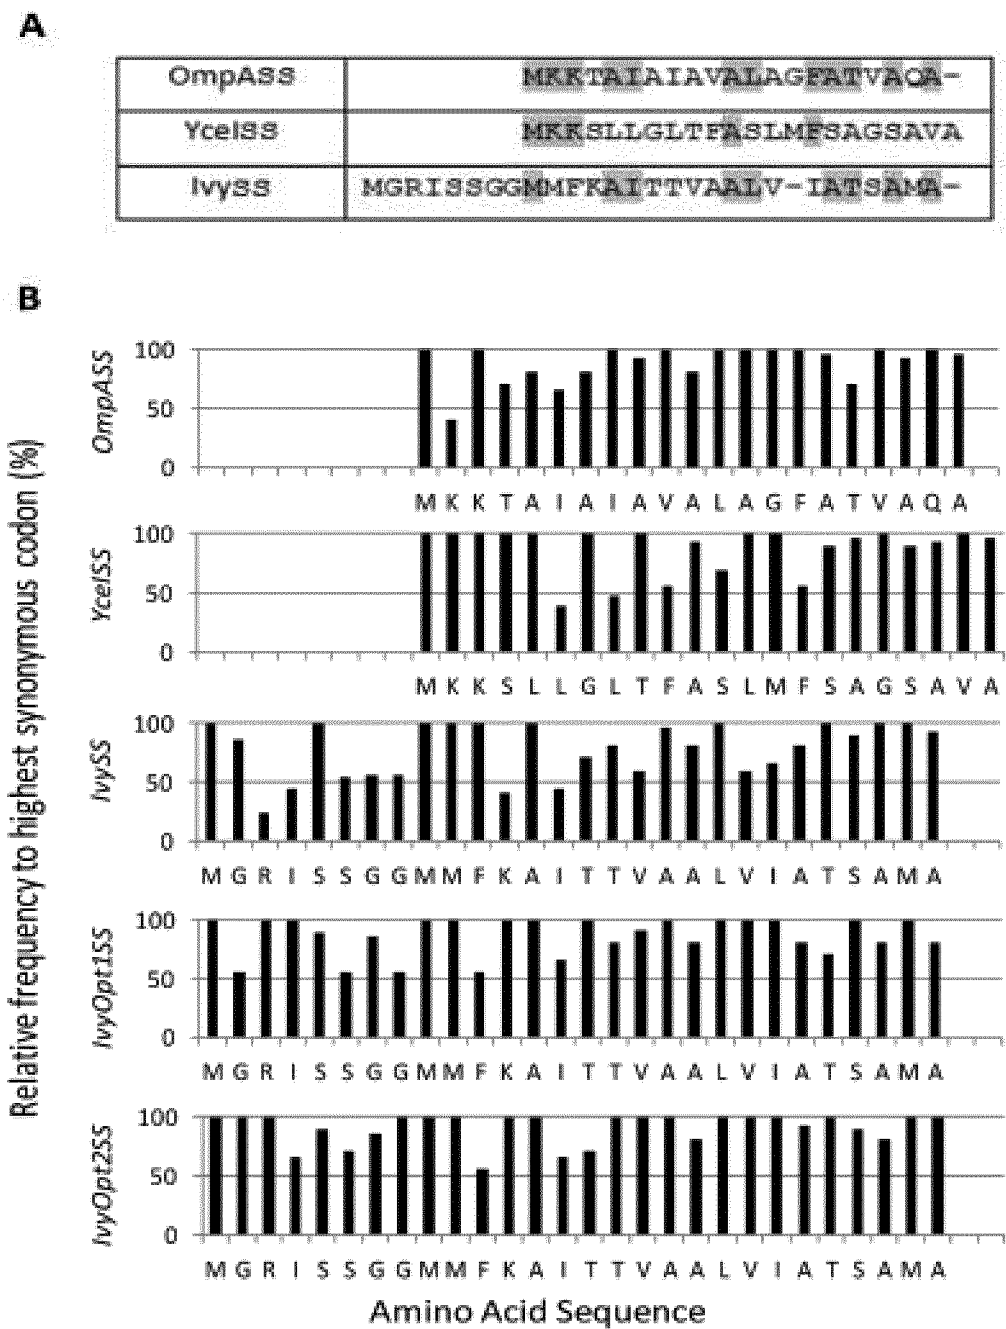 A
OmpASS MKKTAIAIAVALAGFATVAQA-
YceISS MKKSLLGLTFASLMFSAGSAVA
IvySS MGRISSGGMMFKAITTVAALV-IATSAMA-
B
Relative frequency to highest synonymous codon (%)
OmpASS
100
50
0
M K K T A I A I A V A L A G F A T V A Q A
YceISS
100
50
0
M K K S L L G L T F A S L M F S A G S A V A
IvySS
100
50
0
M G R I S S G G M M F K A I T T V A A L V I A T S A M A
IvyOpt1SS
100
50
0
M G R I S S G G M M F K A I T T V A A L V I A T S A M A
IvyOpt2SS
100
50
0
M G R I S S G G M M F K A I T T V A A L V I A T S A M A
Amino Acid Sequence